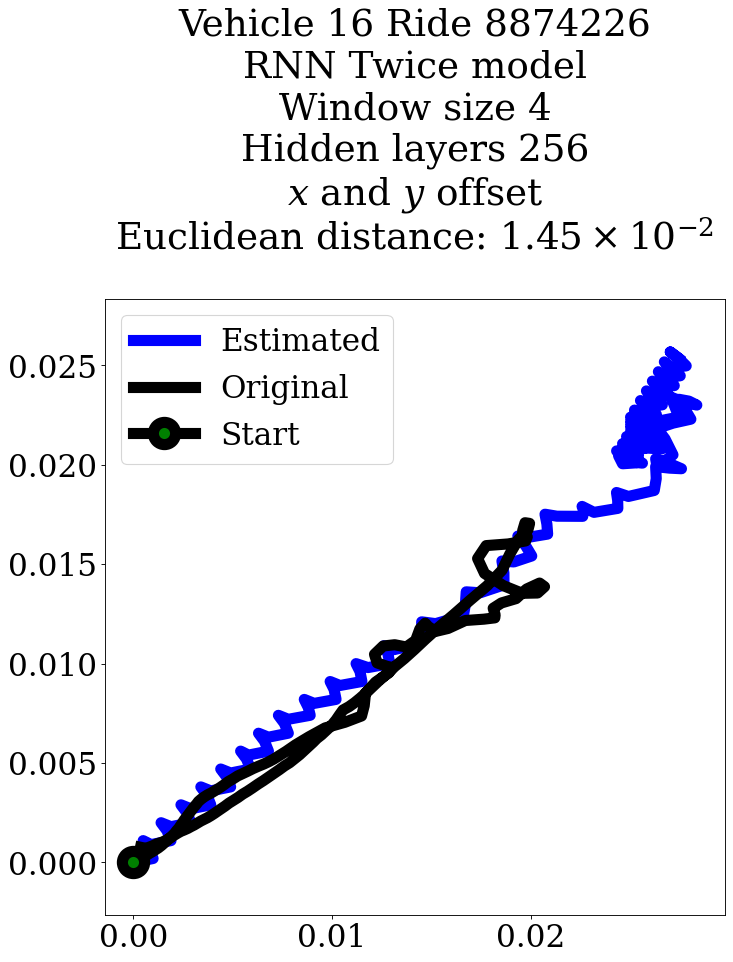 Vehicle 16 Ride 8874226
RNN Twice model
Window size 4
Hidden layers 256
x and y offset
Euclidean distance: 1.45 × 10⁻²
Estimated
Original
Start
0.025
0.020
0.015
0.010
0.005
0.000
0.00 0.01 0.02